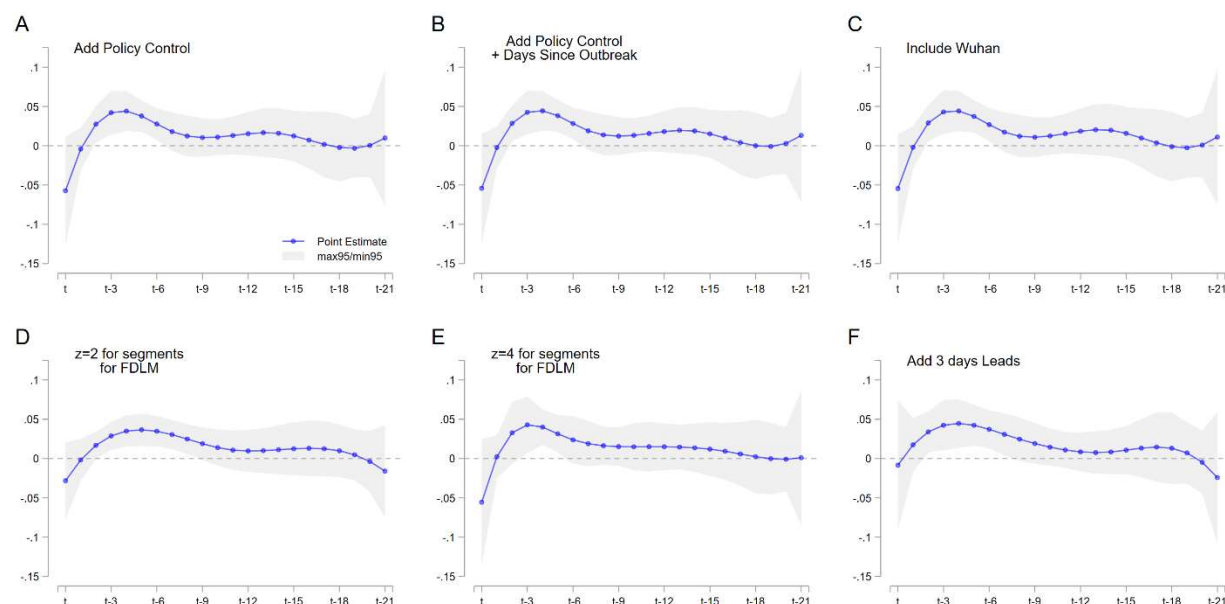 A
Add Policy Control
.1
.05
0
-.05
-.1
-.15
Point Estimate
max95/min95
t
t-3
t-6
t-9
t-12
t-15
t-18
t-21
B
Add Policy Control
+ Days Since Outbreak
.1
.05
0
-.05
-.1
-.15
t
t-3
t-6
t-9
t-12
t-15
t-18
t-21
C
Include Wuhan
.1
.05
0
-.05
-.1
-.15
t
t-3
t-6
t-9
t-12
t-15
t-18
t-21
D
z=2 for segments
for FDLM
.1
.05
0
-.05
-.1
-.15
t
t-3
t-6
t-9
t-12
t-15
t-18
t-21
E
z=4 for segments
for FDLM
.1
.05
0
-.05
-.1
-.15
t
t-3
t-6
t-9
t-12
t-15
t-18
t-21
F
Add 3 days Leads
.1
.05
0
-.05
-.1
-.15
t
t-3
t-6
t-9
t-12
t-15
t-18
t-21